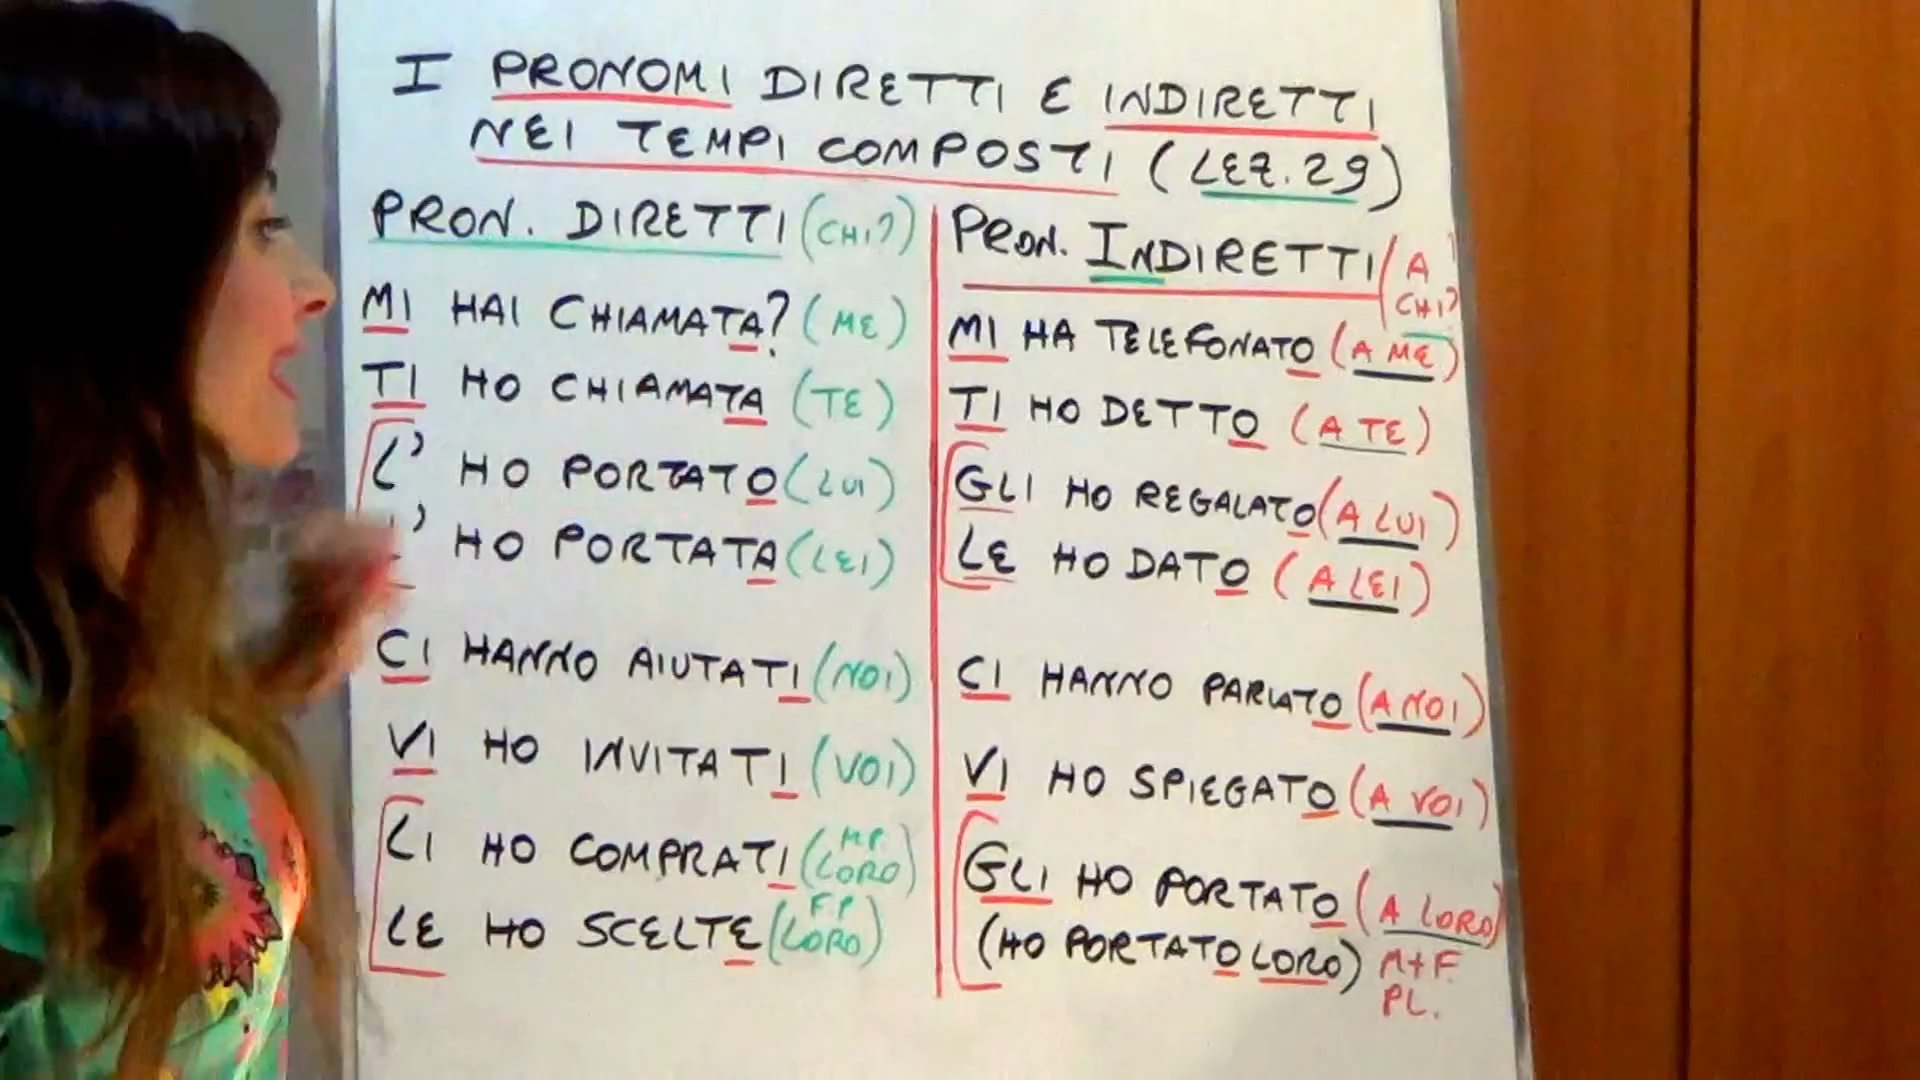 I PRONOMI DIRETTI E INDIRETTI
NEI TEMPI COMPOSTI (LEZ. 29)
PRON. DIRETTI (CHI?)
MI HAI CHIAMATA? (ME)
TI HO CHIAMATA (TE)
L' HO PORTATO (LUI)
L' HO PORTATA (LEI)
CI HANNO AIUTATI (NOI)
VI HO INVITATI (VOI)
LI HO COMPRATI (M.P. LORO)
LE HO SCELTE (F.P. LORO)
PRON. INDIRETTI (A CHI?)
MI HA TELEFONATO (A ME)
TI HO DETTO (A TE)
GLI HO REGALATO (A LUI)
LE HO DATO (A LEI)
CI HANNO PARLATO (A NOI)
VI HO SPIEGATO (A VOI)
GLI HO PORTATO (A LORO)
(HO PORTATO LORO) M+F.
PL.